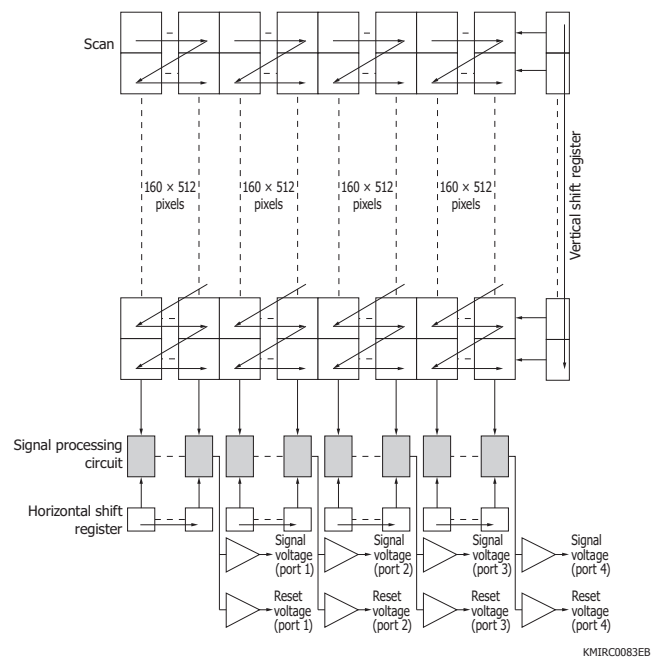 Scan
160 × 512
pixels
160 × 512
pixels
160 × 512
pixels
160 × 512
pixels
Vertical shift register
Signal processing
circuit
Horizontal shift
register
Signal
voltage
(port 1)
Signal
voltage
(port 2)
Signal
voltage
(port 3)
Signal
voltage
(port 4)
Reset
voltage
(port 1)
Reset
voltage
(port 2)
Reset
voltage
(port 3)
Reset
voltage
(port 4)
KMIRC0083EB